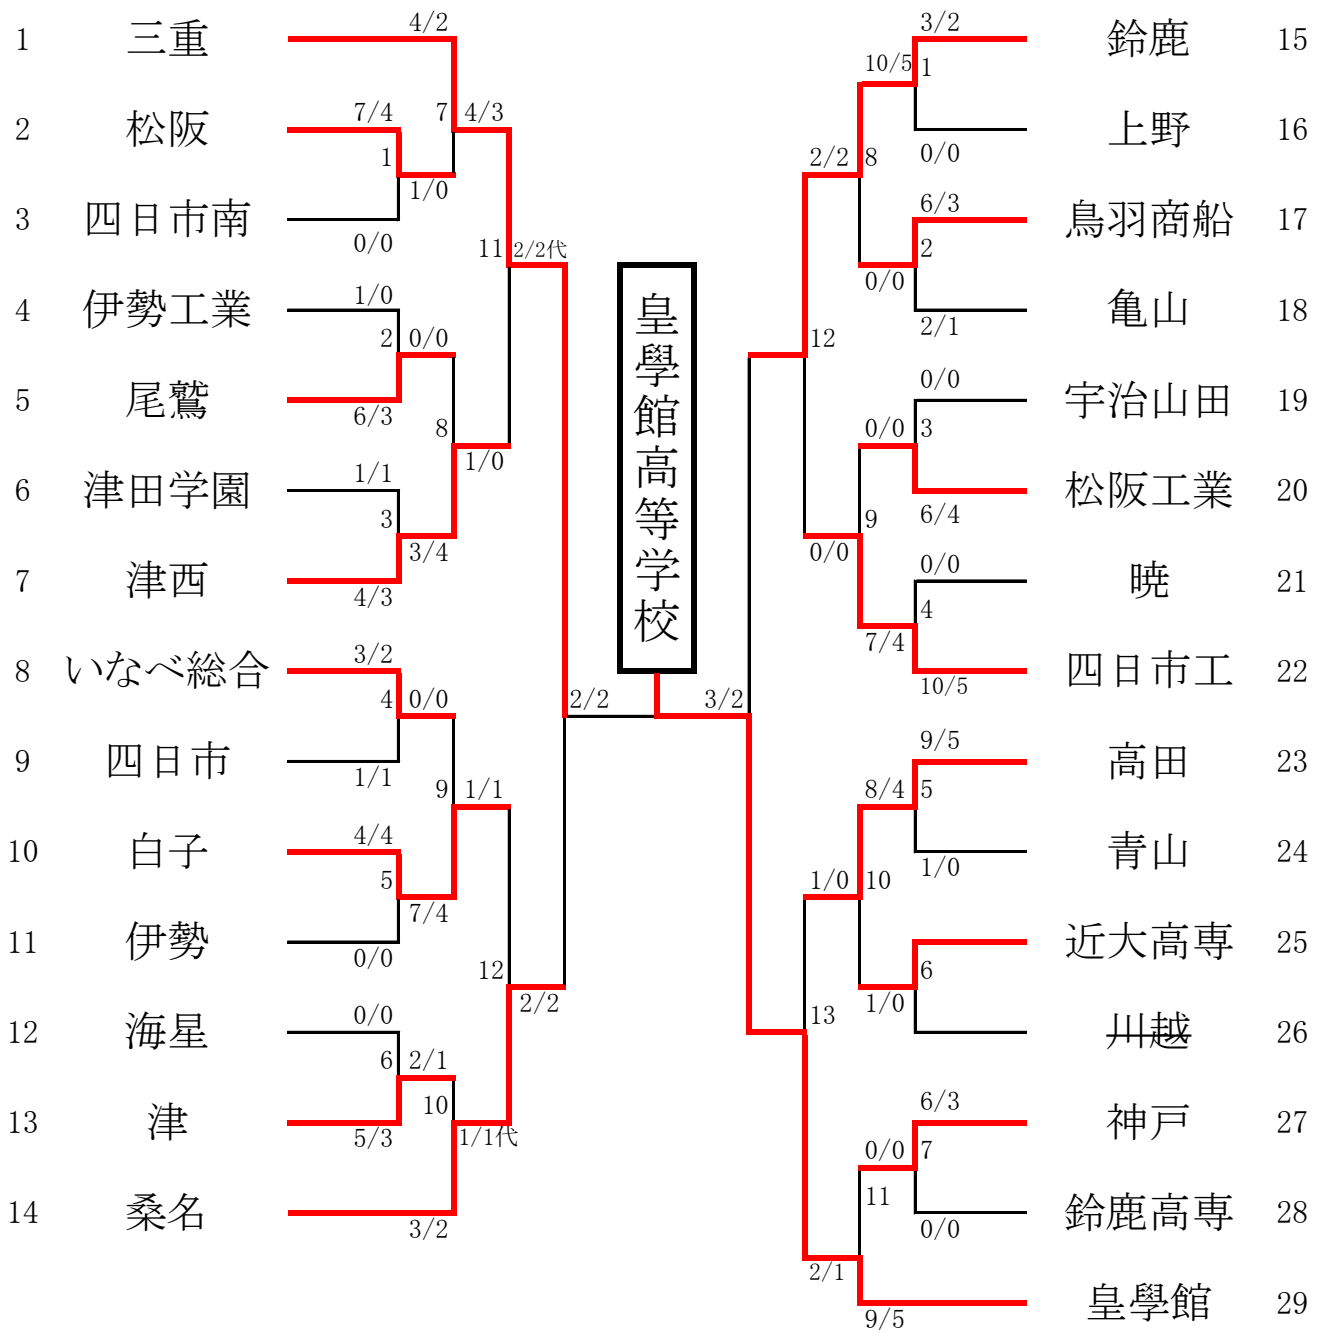 4/2
1 三重
7/4
7
4/3
2 松阪
1
1/0
3 四日市南
0/0
11
2/2代
1/0
4 伊勢工業
2
0/0
5 尾鷲
6/3
8
1/0
1/1
6 津田学園
3
3/4
7 津西
4/3
3/2
8 いなべ総合
4
0/0
9 四日市
1/1
9
1/1
4/4
10 白子
5
7/4
11 伊勢
0/0
12
2/2
0/0
12 海星
6
2/1
10
13 津
5/3
1/1代
14 桑名
3/2
2/2
皇學館高等学校
3/2
3/2
鈴鹿 15
10/5
1
上野 16
0/0
2/2
8
6/3
鳥羽商船 17
2
0/0
亀山 18
2/1
12
0/0
宇治山田 19
0/0
3
松阪工業 20
6/4
9
0/0
0/0
暁 21
4
7/4
四日市工 22
10/5
9/5
高田 23
8/4
5
青山 24
1/0
1/0
10
近大高専 25
6
1/0
川越 26
13
6/3
神戸 27
0/0
7
11
鈴鹿高専 28
0/0
2/1
皇學館 29
9/5